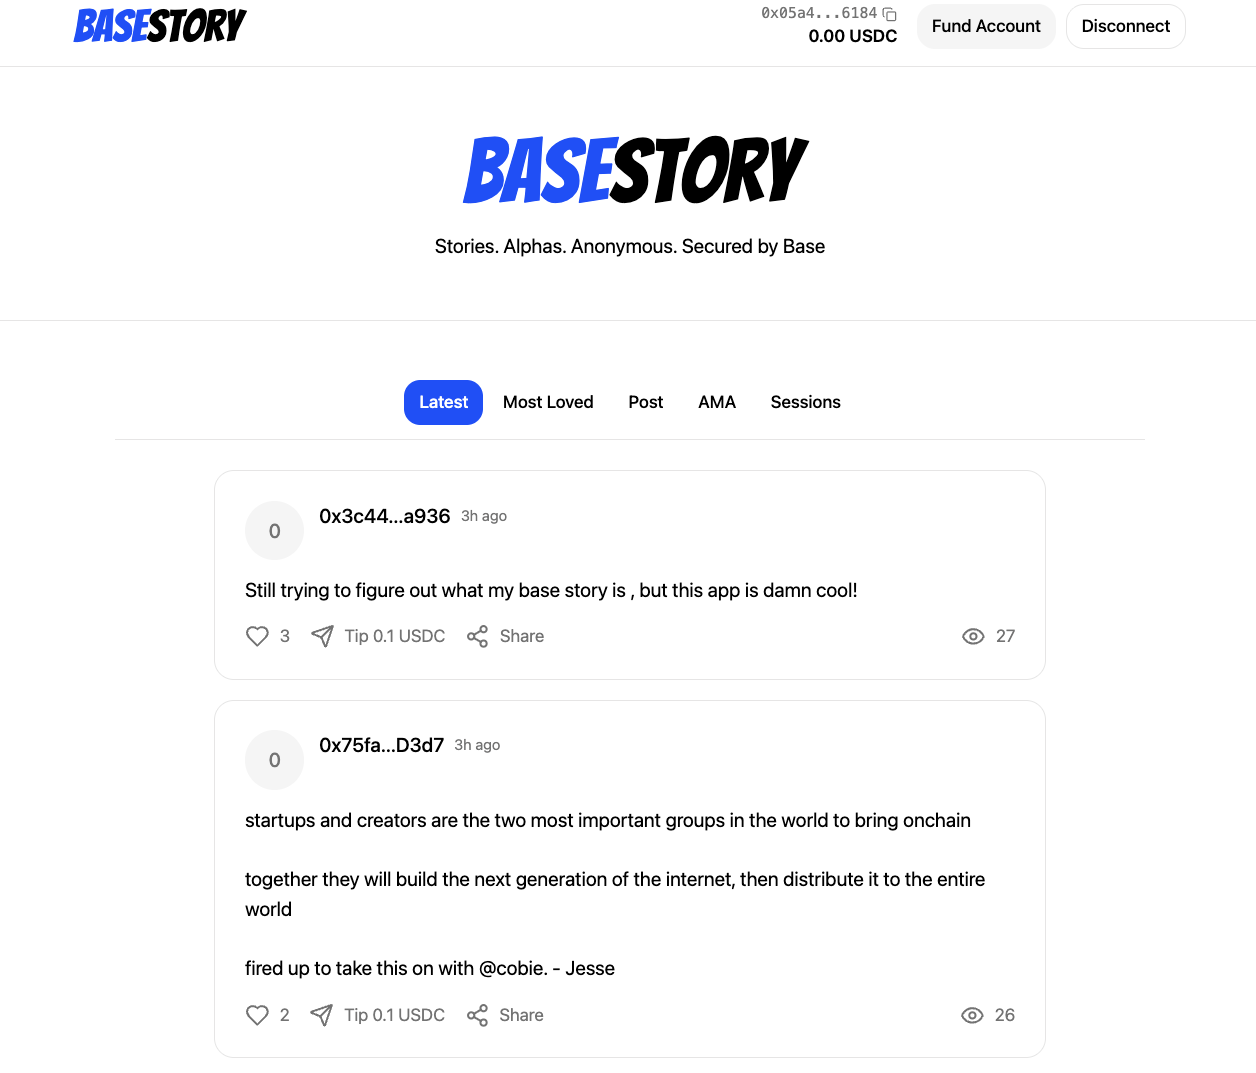 BASESTORY
0x05a4...6184
0.00 USDC
Fund Account
Disconnect
BASESTORY
Stories. Alphas. Anonymous. Secured by Base
Latest
Most Loved
Post
AMA
Sessions
0
0x3c44...a936
3h ago
Still trying to figure out what my base story is , but this app is damn cool!
3
Tip 0.1 USDC
Share
27
0
0x75fa...D3d7
3h ago
startups and creators are the two most important groups in the world to bring onchain
together they will build the next generation of the internet, then distribute it to the entire
world
fired up to take this on with @cobie. - Jesse
2
Tip 0.1 USDC
Share
26